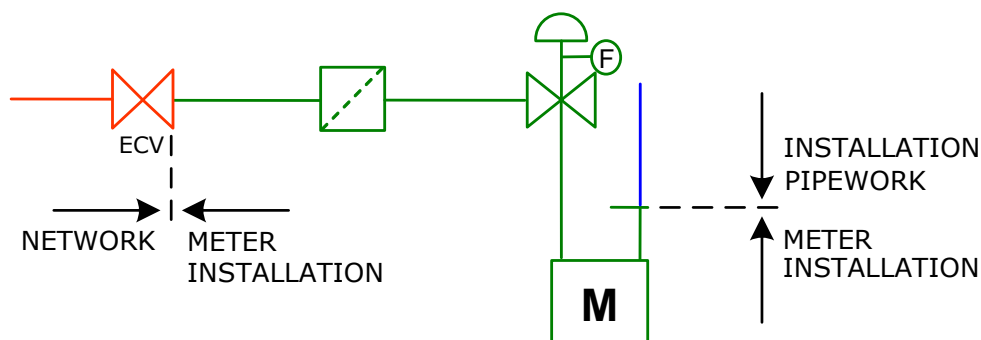 F
ECV
INSTALLATION
PIPEWORK
NETWORK
METER
INSTALLATION
METER
INSTALLATION
M